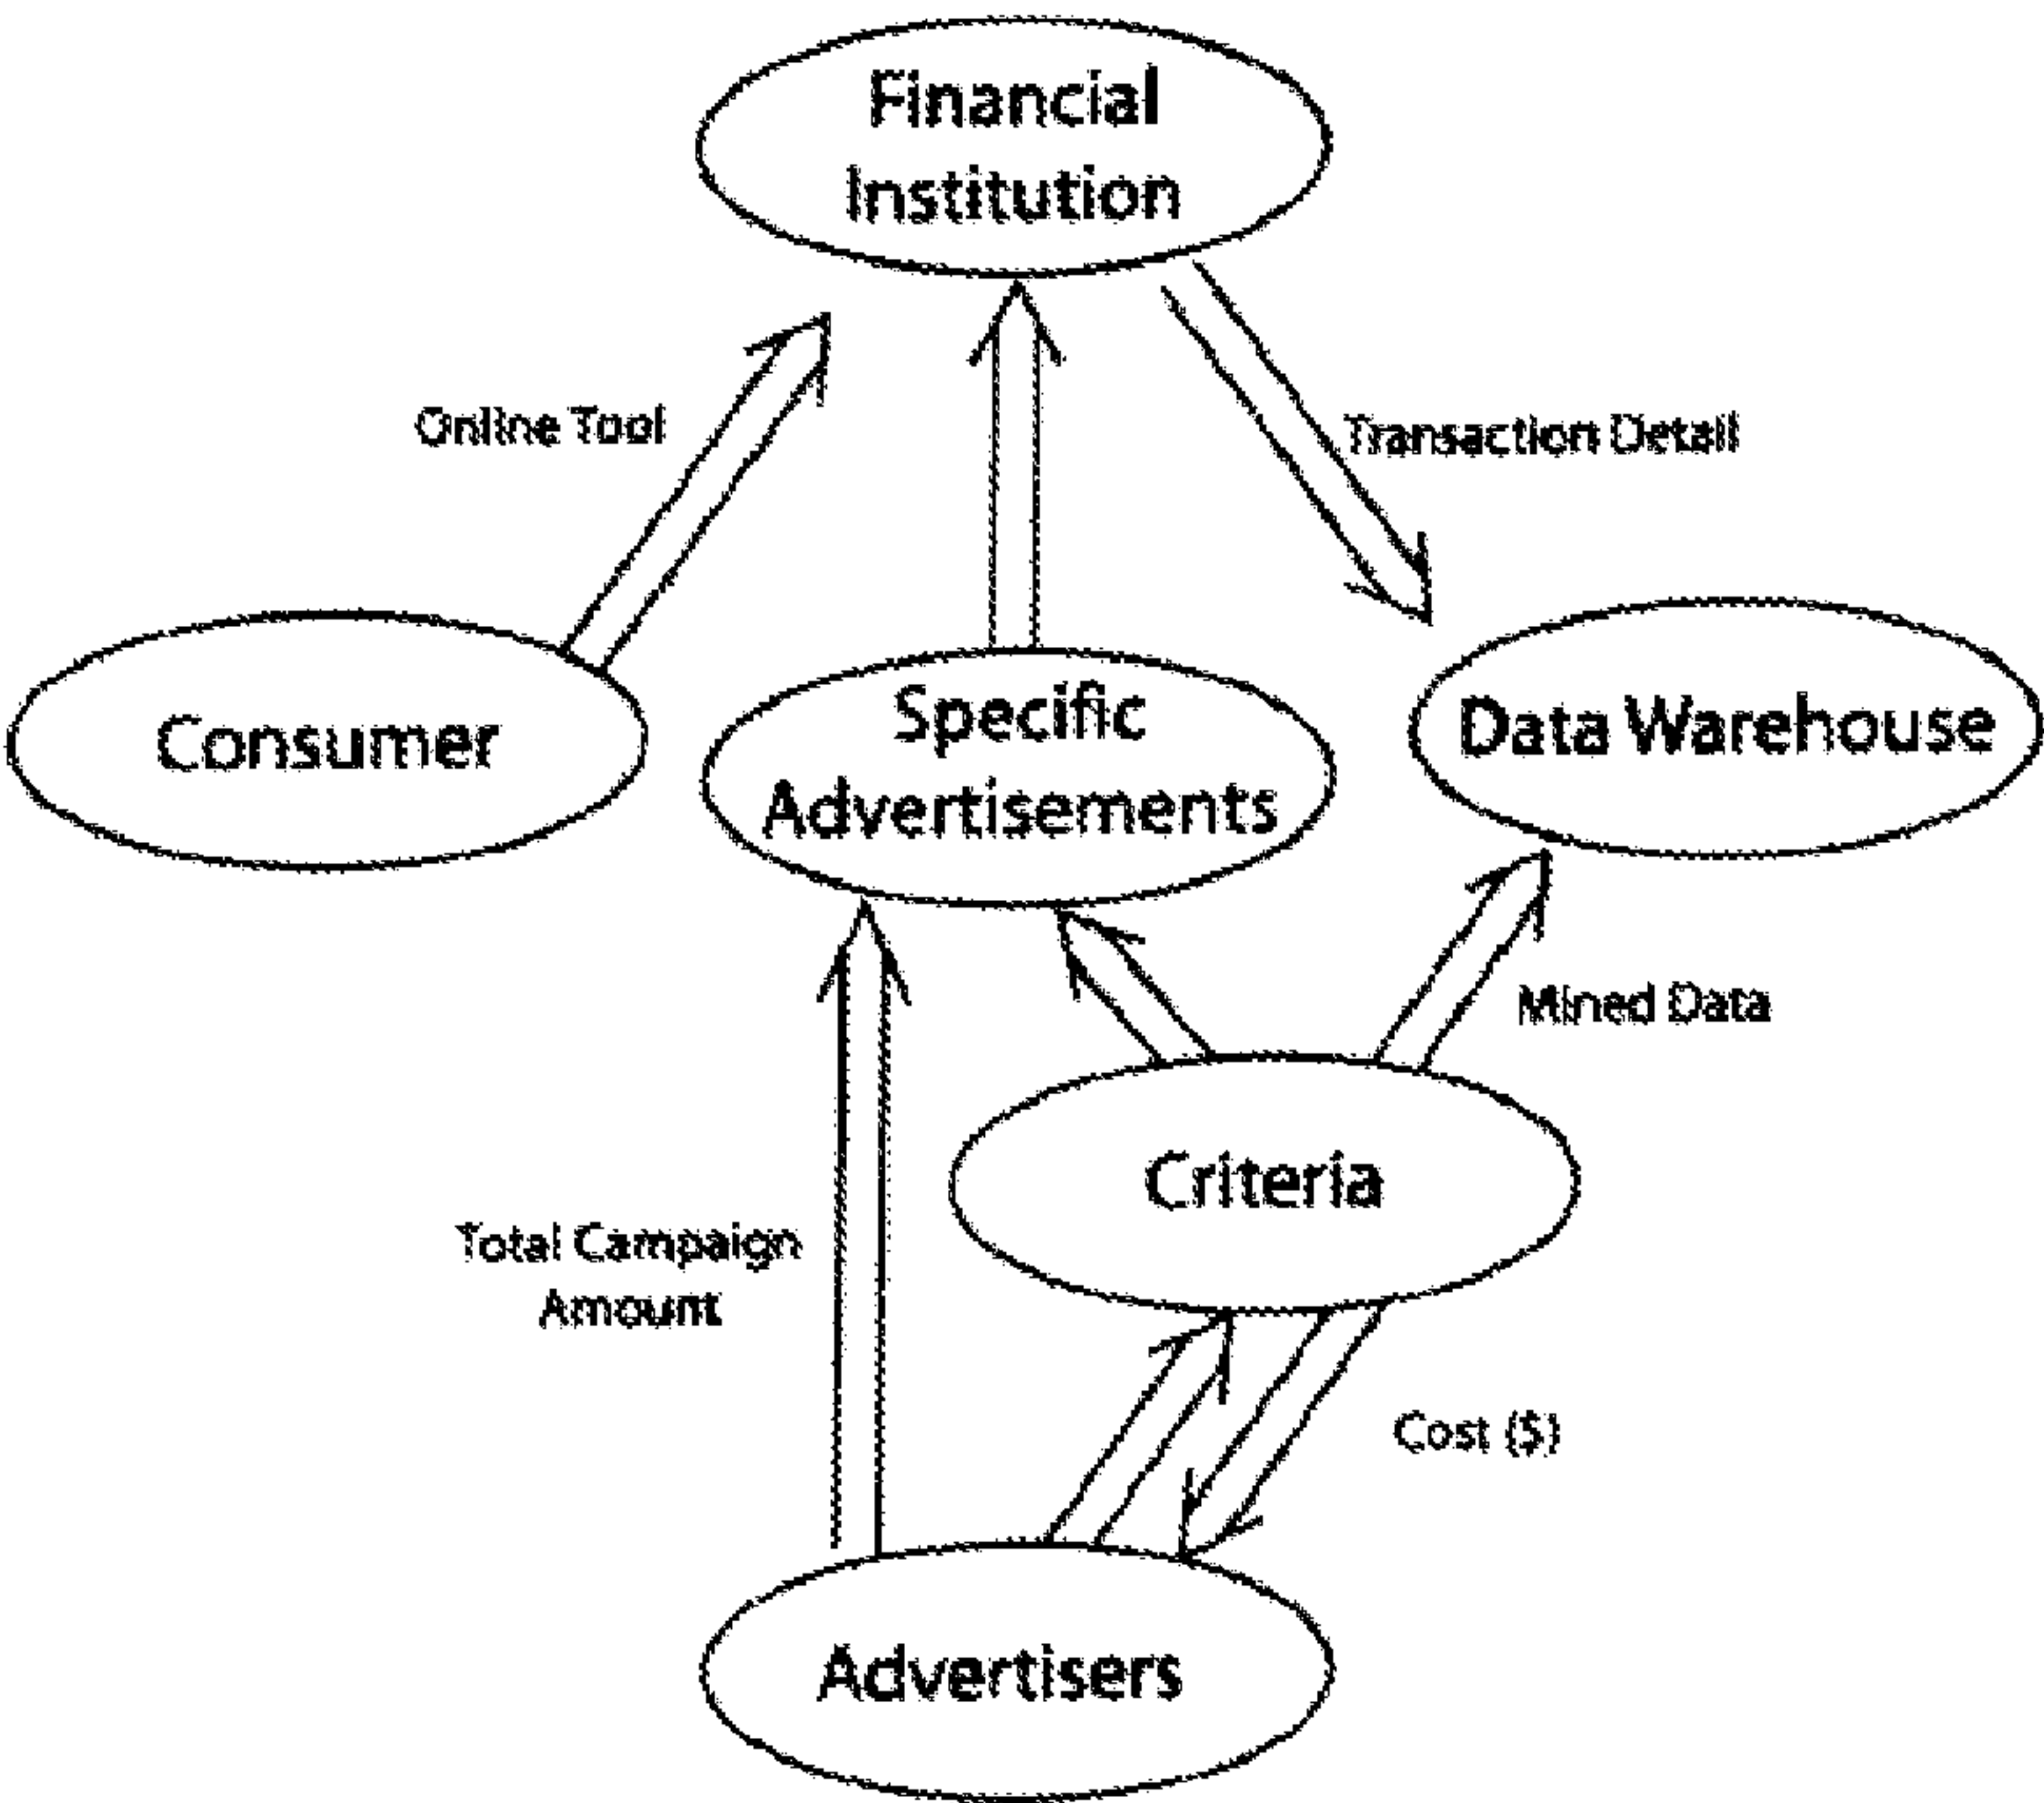 Financial
Institution
Online Tool
Transaction Detail
Consumer
Specific
Advertisements
Data Warehouse
Mined Data
Criteria
Total Campaign
Amount
Cost ($)
Advertisers